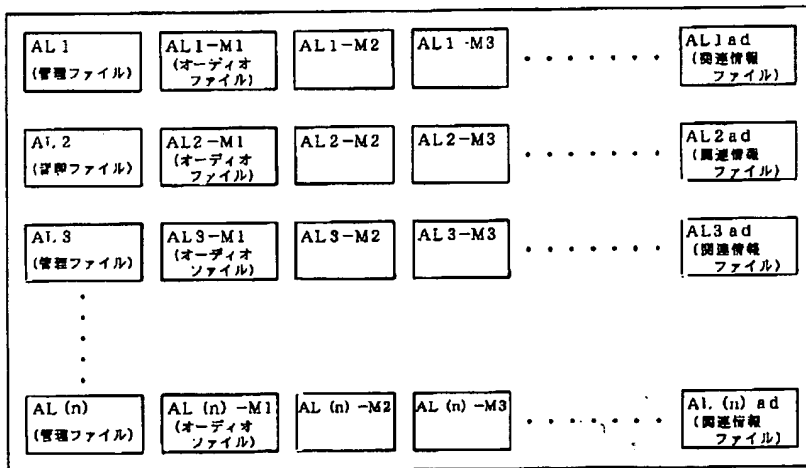 AL1
(管理ファイル)
AL1-M1
(オーディオ
ファイル)
AL1-M2
AL1-M3
AL1ad
(関連情報
ファイル)
AL2
(管理ファイル)
AL2-M1
(オーディオ
ファイル)
AL2-M2
AL2-M3
AL2ad
(関連情報
ファイル)
AL3
(管理ファイル)
AL3-M1
(オーディオ
ファイル)
AL3-M2
AL3-M3
AL3ad
(関連情報
ファイル)
AL(n)
(管理ファイル)
AL(n)-M1
(オーディオ
ファイル)
AL(n)-M2
AL(n)-M3
AL(n)ad
(関連情報
ファイル)